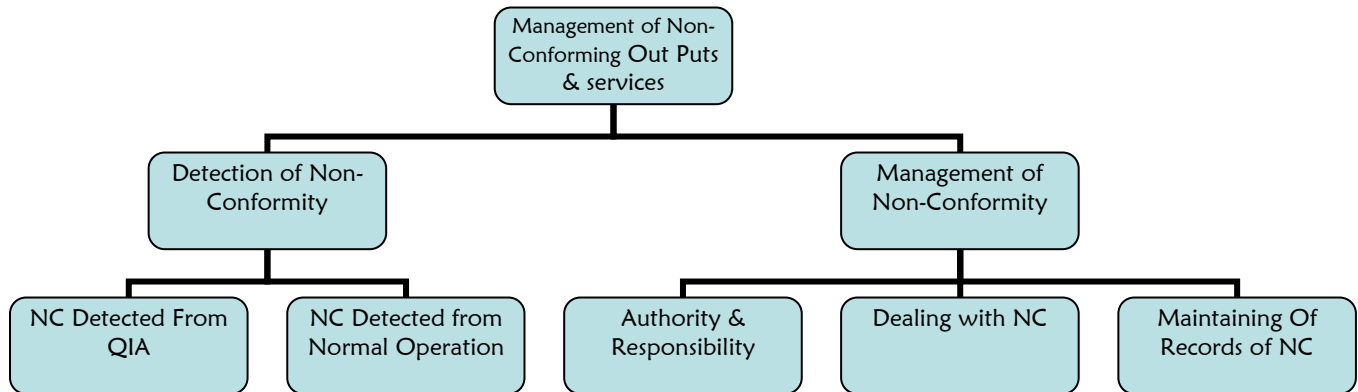 Management of Non-
Conforming Out Puts
& services
Detection of Non-
Conformity
Management of
Non-Conformity
NC Detected From
QIA
NC Detected from
Normal Operation
Authority &
Responsibility
Dealing with NC
Maintaining Of
Records of NC